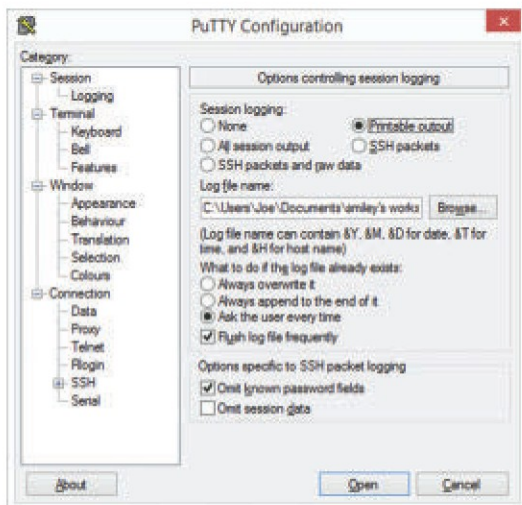 PuTTY Configuration
Category:
Session
Logging
Terminal
Keyboard
Bell
Features
Window
Appearance
Behaviour
Translation
Selection
Colours
Connection
Data
Proxy
Telnet
Rlogin
SSH
Serial
Options controlling session logging
Session logging:
None
Printable output
All session output
SSH packets
SSH packets and raw data
Log file name:
C:\Users\Joe\Documents\amiley's works
Browse...
(Log file name can contain &Y, &M, &D for date, &T for
time, and &H for host name)
What to do if the log file already exists:
Always overwrite it
Always append to the end of it
Ask the user every time
Flush log file frequently
Options specific to SSH packet logging
Omit known password fields
Omit session data
About
Open
Cancel